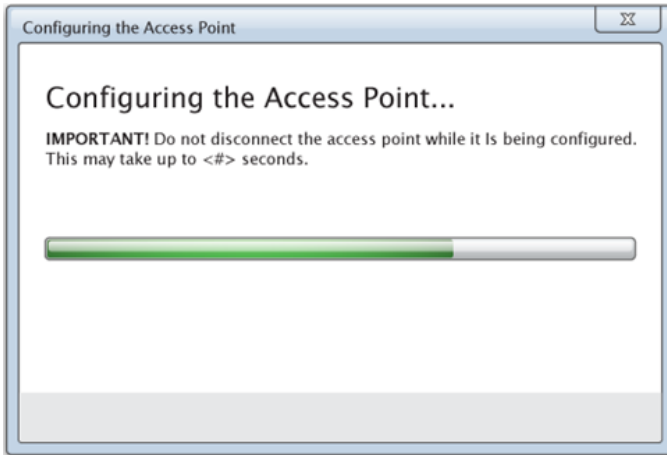 Configuring the Access Point
X
Configuring the Access Point...
IMPORTANT! Do not disconnect the access point while it Is being configured.
This may take up to <#> seconds.